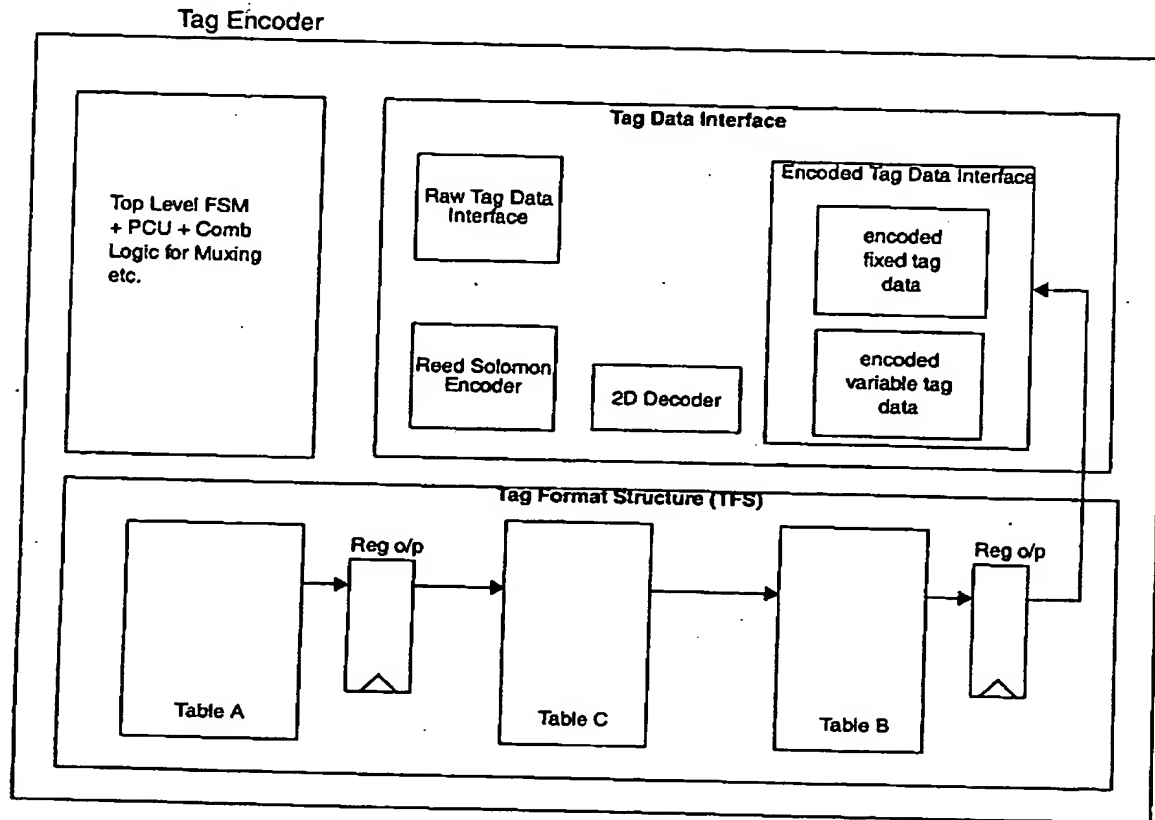 Tag Encoder
Top Level FSM
+ PCU + Comb
Logic for Muxing
etc.
Tag Data Interface
Raw Tag Data
Interface
Reed Solomon
Encoder
2D Decoder
Encoded Tag Data Interface
encoded
fixed tag
data
encoded
variable tag
data
Tag Format Structure (TFS)
Table A
Reg o/p
Table C
Table B
Reg o/p